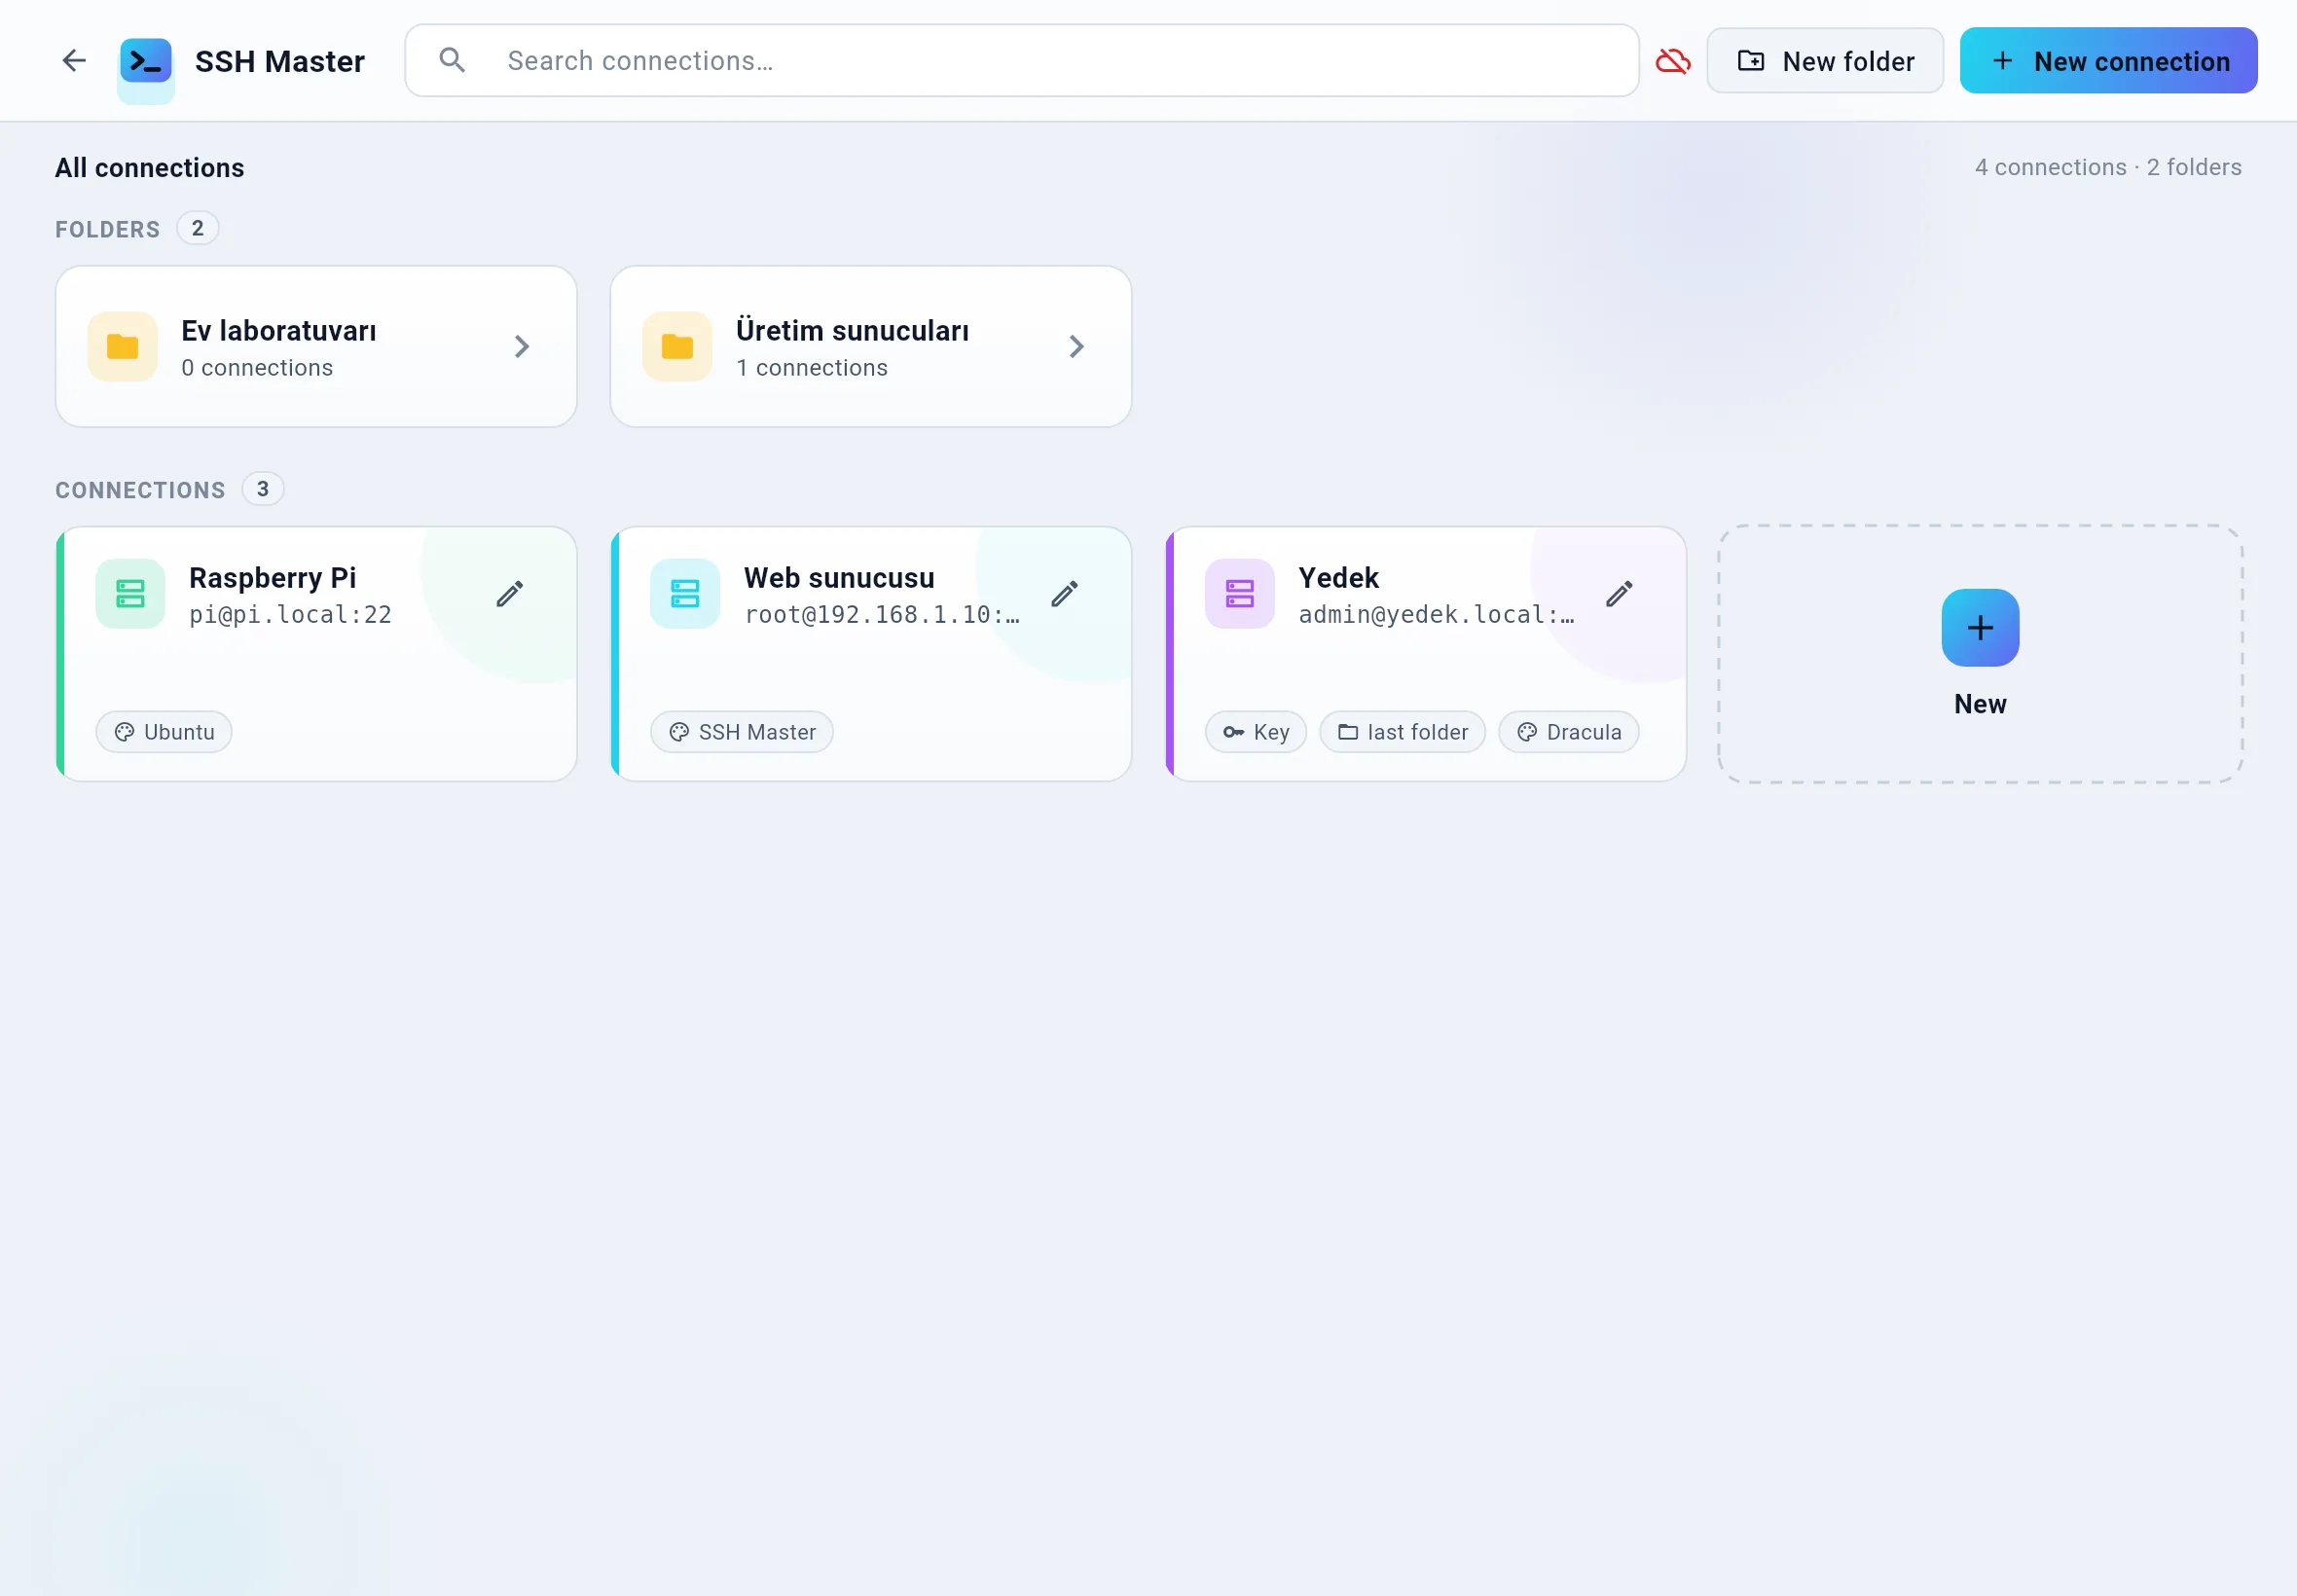 SSH Master
Search connections…
New folder
New connection
All connections
4 connections · 2 folders
FOLDERS 2
Ev laboratuvarı
0 connections
Üretim sunucuları
1 connections
CONNECTIONS 3
Raspberry Pi
pi@pi.local:22
Ubuntu
Web sunucusu
root@192.168.1.10:…
SSH Master
Yedek
admin@yedek.local:…
Key
last folder
Dracula
New